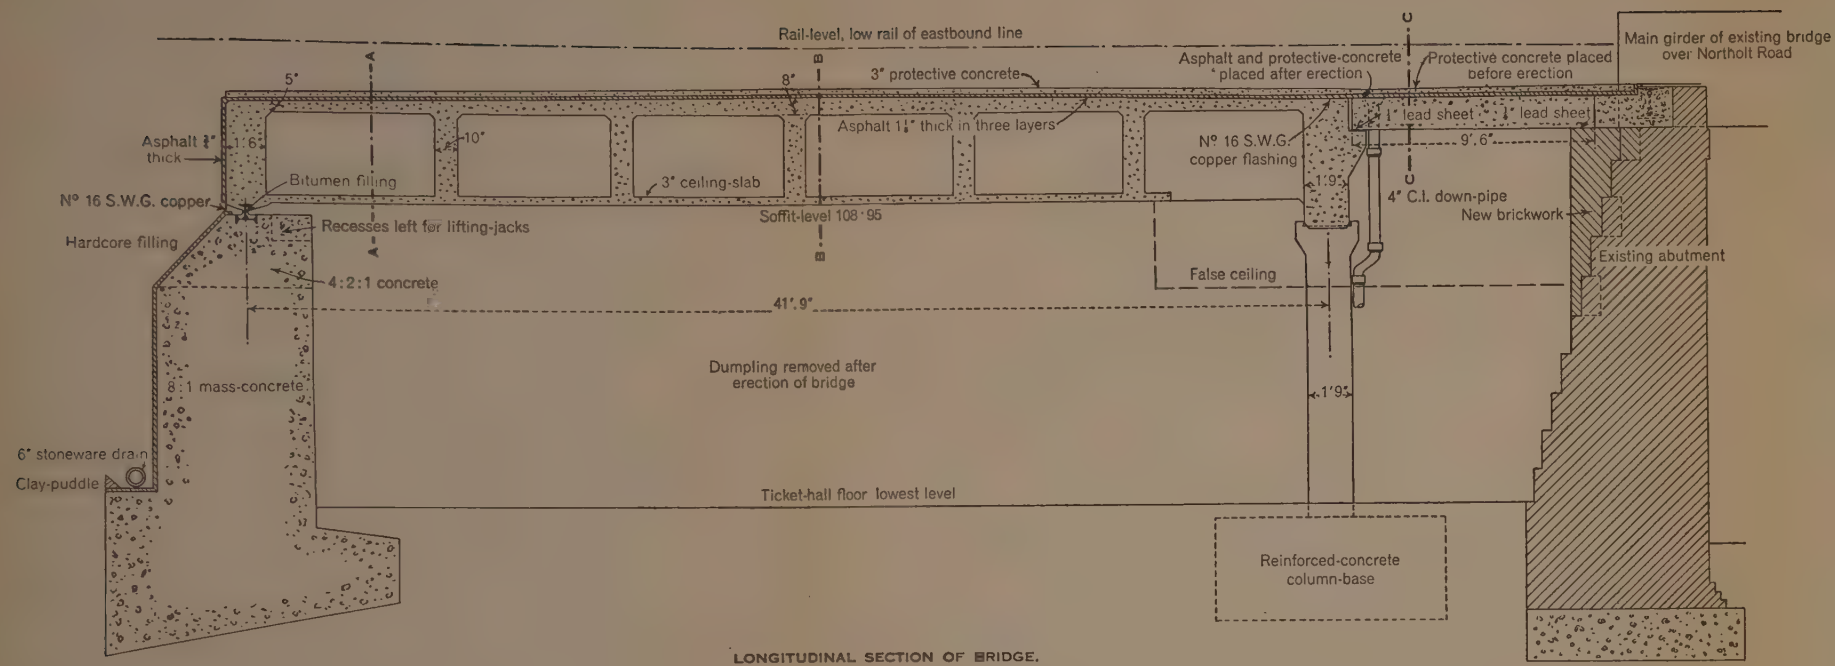 Rail-level, low rail of eastbound line
C
Main girder of existing bridge
over Northolt Road
A
B
Asphalt and protective-concrete
placed after erection
Protective concrete placed
before erection
5"
8"
3" protective concrete
Asphalt
thick
1'.6"
10"
Asphalt 1¼" thick in three layers
lead sheet
lead sheet
Nº 16 S.W.G.
copper flashing
9'.6"
Bitumen filling
3" ceiling-slab
1'.9"
C
Nº 16 S.W.G. copper
4" C.I. down-pipe
New brickwork
Soffit-level 108·95
Hardcore filling
Recesses left for lifting-jacks
A
B
Existing abutment
4:2:1 concrete
False ceiling
41'.9"
Dumpling removed after
erection of bridge
8:1 mass-concrete
1'9"
6" stoneware drain
Clay-puddle
Ticket-hall floor lowest level
Reinforced-concrete
column-base
LONGITUDINAL SECTION OF BRIDGE.